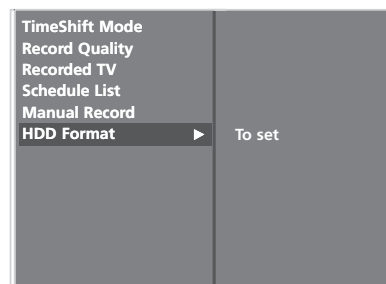 TimeShift Mode
Record Quality
Recorded TV
Schedule List
Manual Record
HDD Format ▶ To set